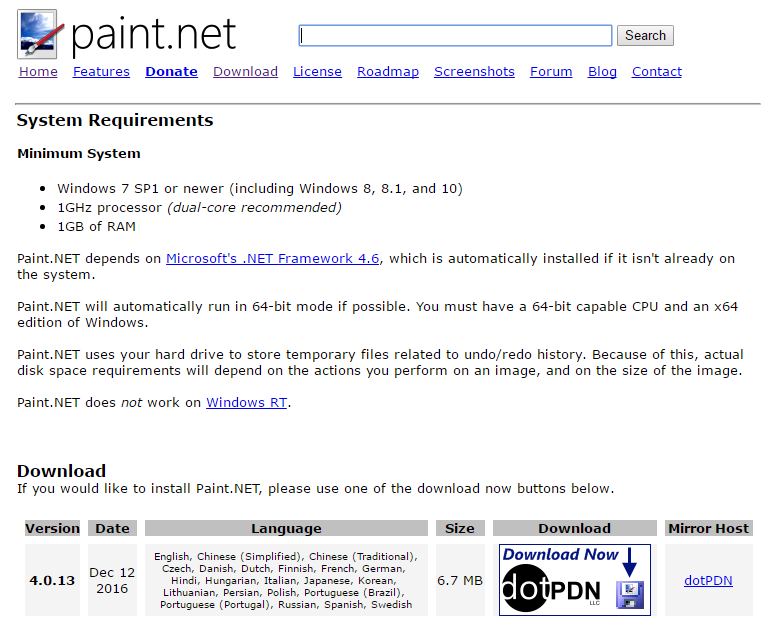 paint.net
Search
Home Features Donate Download License Roadmap Screenshots Forum Blog Contact
System Requirements
Minimum System
• Windows 7 SP1 or newer (including Windows 8, 8.1, and 10)
• 1GHz processor (dual-core recommended)
• 1GB of RAM
Paint.NET depends on Microsoft's .NET Framework 4.6, which is automatically installed if it isn't already on
the system.
Paint.NET will automatically run in 64-bit mode if possible. You must have a 64-bit capable CPU and an x64
edition of Windows.
Paint.NET uses your hard drive to store temporary files related to undo/redo history. Because of this, actual
disk space requirements will depend on the actions you perform on an image, and on the size of the image.
Paint.NET does not work on Windows RT.
Download
If you would like to install Paint.NET, please use one of the download now buttons below.
Version Date Language Size Download Mirror Host
4.0.13
Dec 12
2016
English, Chinese (Simplified), Chinese (Traditional),
Czech, Danish, Dutch, Finnish, French, German,
Hindi, Hungarian, Italian, Japanese, Korean,
Lithuanian, Persian, Polish, Portuguese (Brazil),
Portuguese (Portugal), Russian, Spanish, Swedish
6.7 MB
Download Now
dotPDN
LLC
dotPDN